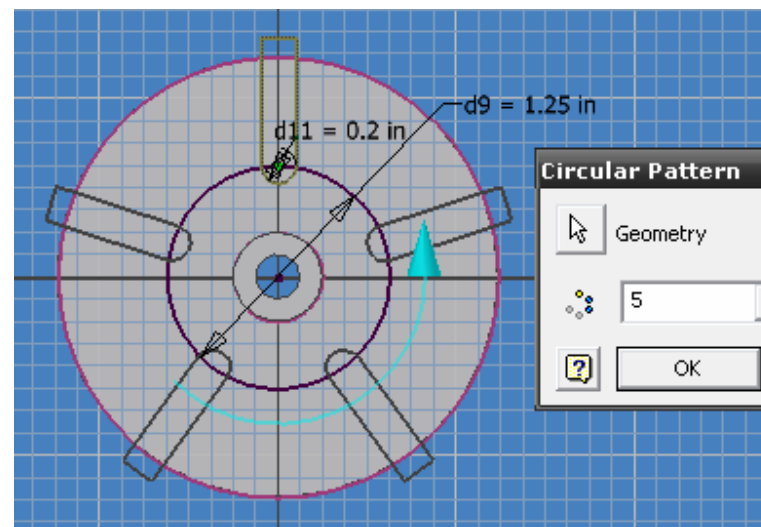 d9 = 1.25 in
d11 = 0.2 in
Circular Pattern
Geometry
5
OK